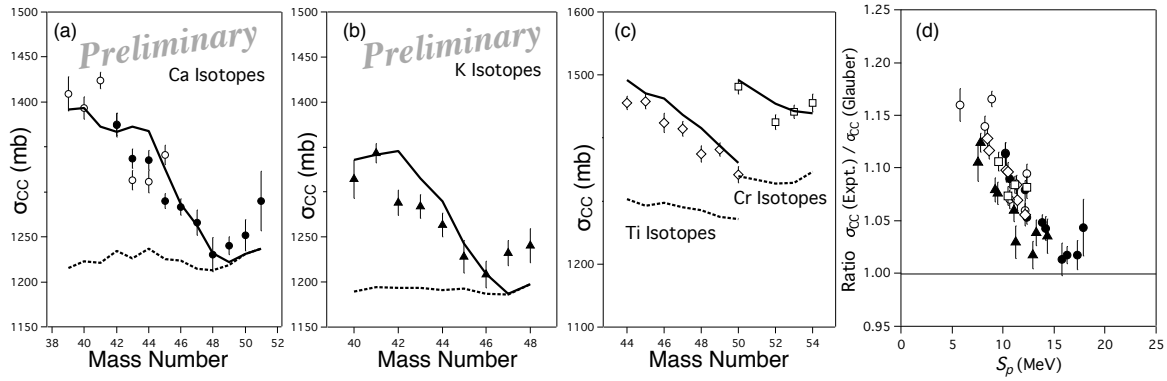 (a)
Preliminary
Ca Isotopes
1500
1450
1400
1350
1300
1250
1200
1150
σCC (mb)
38 40 42 44 46 48 50 52
Mass Number
(b)
Preliminary
K Isotopes
1500
1450
1400
1350
1300
1250
1200
1150
σCC (mb)
40 42 44 46 48
Mass Number
(c)
1600
1500
1200
1100
σCC (mb)
Cr Isotopes
Ti Isotopes
44 46 48 50 52 54
Mass Number
(d)
1.25
1.20
1.15
1.10
1.05
1.00
0.95
Ratio σCC (Expt.) / σCC (Glauber)
0 5 10 15 20 25
Sp (MeV)